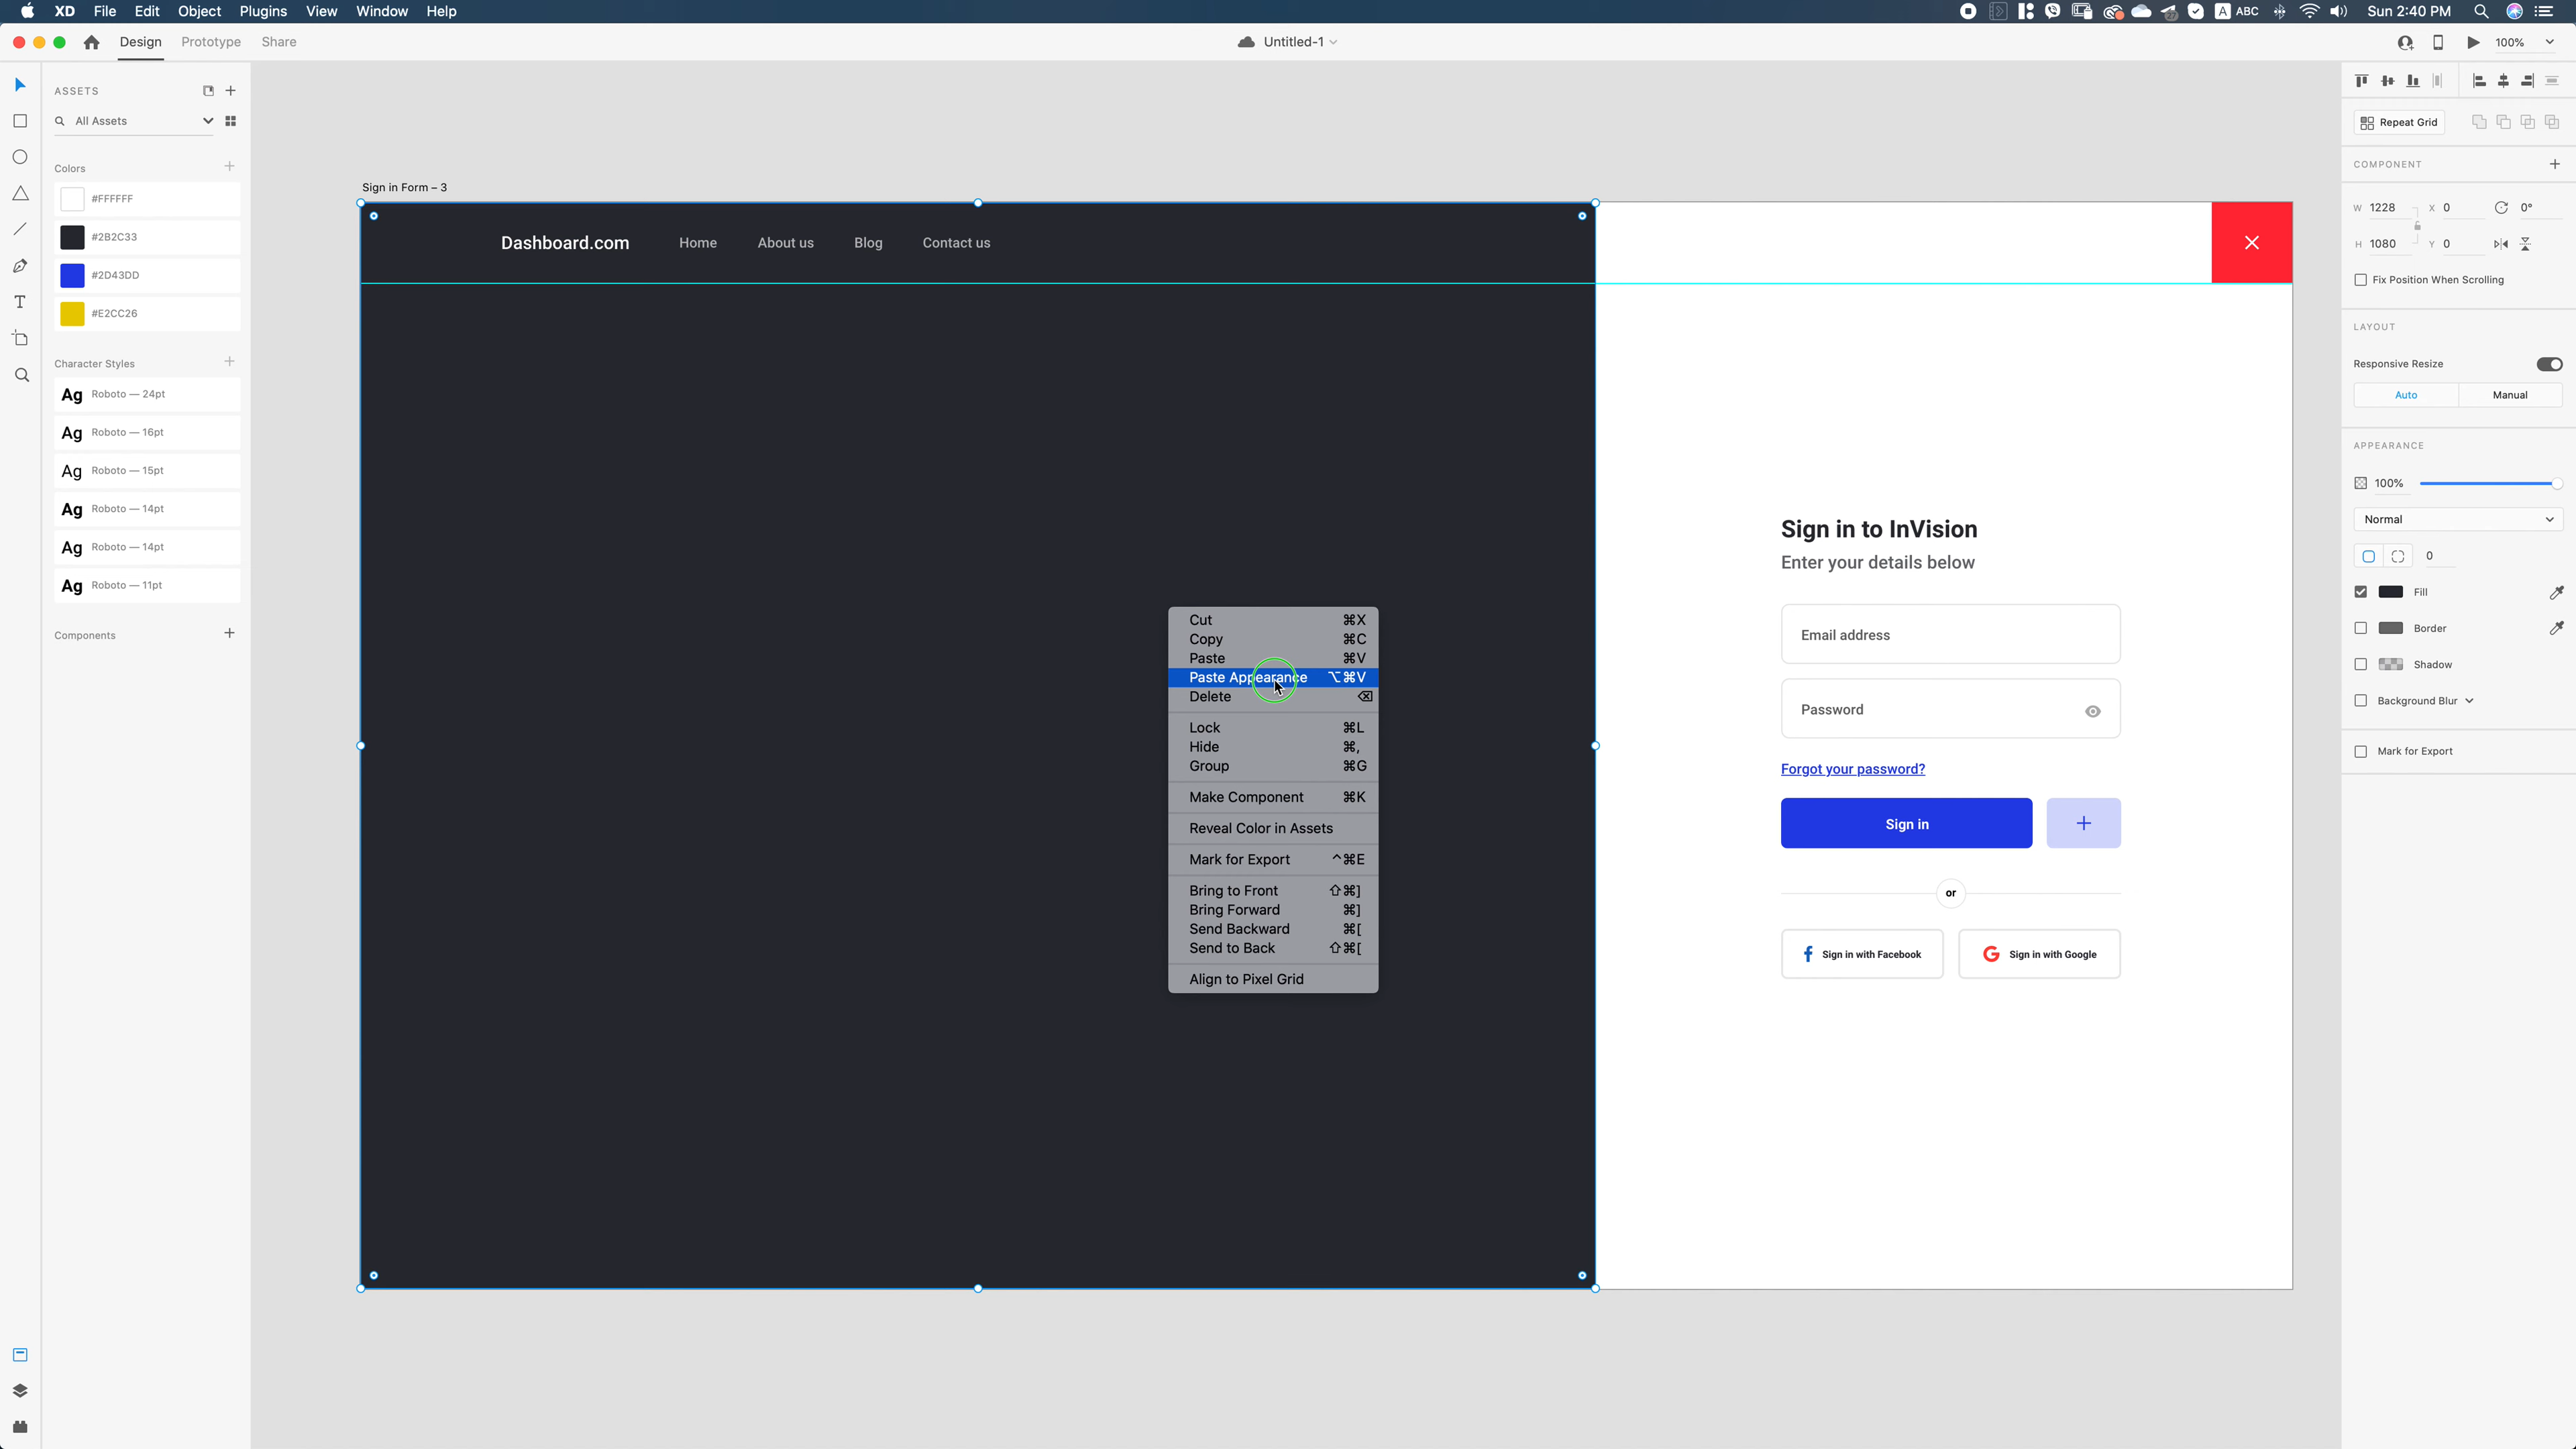 XD File Edit Object Plugins View Window Help
ABC Sun 2:40 PM
Design Prototype Share
Untitled-1
100%
ASSETS
All Assets
Colors
#FFFFFF
#2B2C33
#2D43DD
#E2CC26
Character Styles
Ag Roboto — 24pt
Ag Roboto — 16pt
Ag Roboto — 15pt
Ag Roboto — 14pt
Ag Roboto — 14pt
Ag Roboto — 11pt
Components
Sign in Form – 3
Dashboard.com Home About us Blog Contact us
Cut ⌘X
Copy ⌘C
Paste ⌘V
Paste Appearance ⌥⌘V
Delete ⌫
Lock ⌘L
Hide ⌘,
Group ⌘G
Make Component ⌘K
Reveal Color in Assets
Mark for Export ^⌘E
Bring to Front ⇧⌘]
Bring Forward ⌘]
Send Backward ⌘[
Send to Back ⇧⌘[
Align to Pixel Grid
Sign in to InVision
Enter your details below
Email address
Password
Forgot your password?
Sign in +
or
Sign in with Facebook Sign in with Google
Repeat Grid
COMPONENT
W 1228 X 0 0°
H 1080 Y 0
Fix Position When Scrolling
LAYOUT
Responsive Resize
Auto Manual
APPEARANCE
100%
Normal
0
Fill
Border
Shadow
Background Blur
Mark for Export